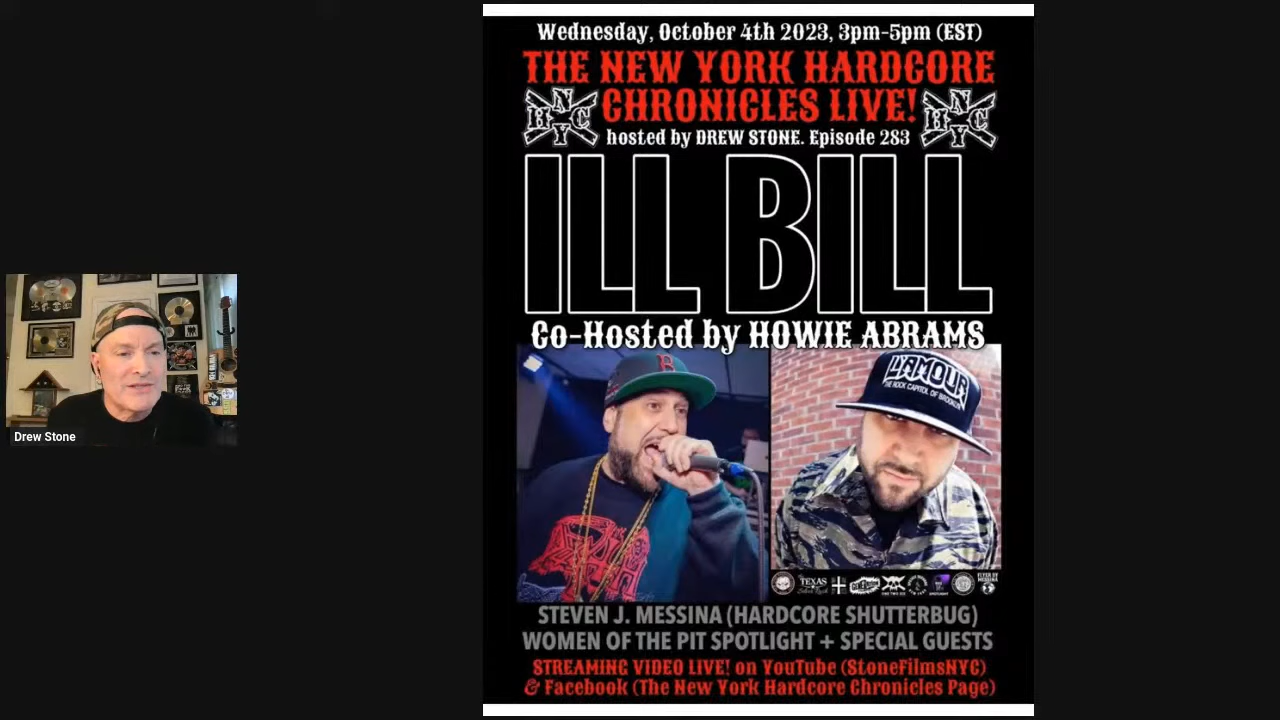 Wednesday, October 4th 2023, 3pm-5pm (EST)
THE NEW YORK HARDCORE
CHRONICLES LIVE!
N
H C
Y
N
H C
Y
hosted by DREW STONE. Episode 283
ILL BILL
Co-Hosted by HOWIE ABRAMS
B
L'AMOUR
THE ROCK CAPITOL OF BROOKLYN
TEXAS
STEVEN J. MESSINA (HARDCORE SHUTTERBUG)
WOMEN OF THE PIT SPOTLIGHT + SPECIAL GUESTS
STREAMING VIDEO LIVE! on YouTube (StoneFilmsNYC)
& Facebook (The New York Hardcore Chronicles Page)
Drew Stone